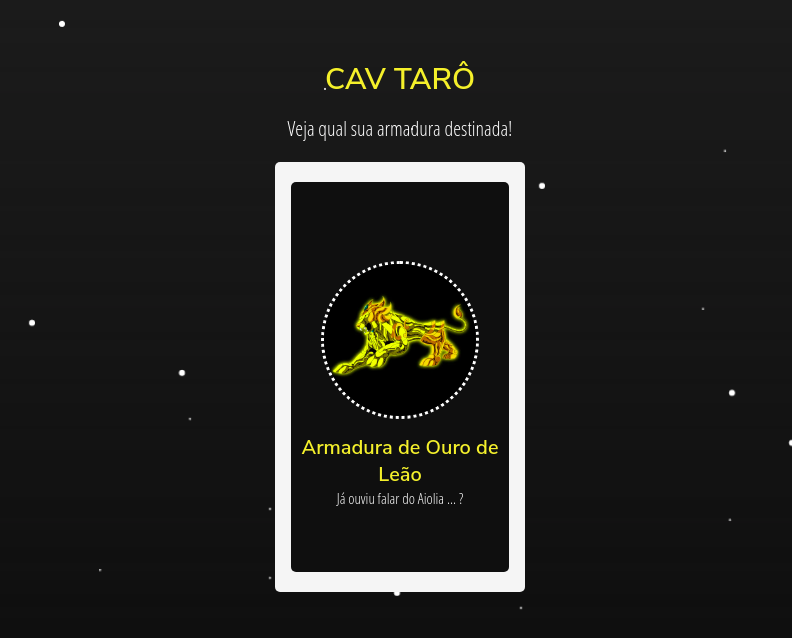 CAV TARÔ
Veja qual sua armadura destinada!
Armadura de Ouro de
Leão
Já ouviu falar do Aiolia ... ?